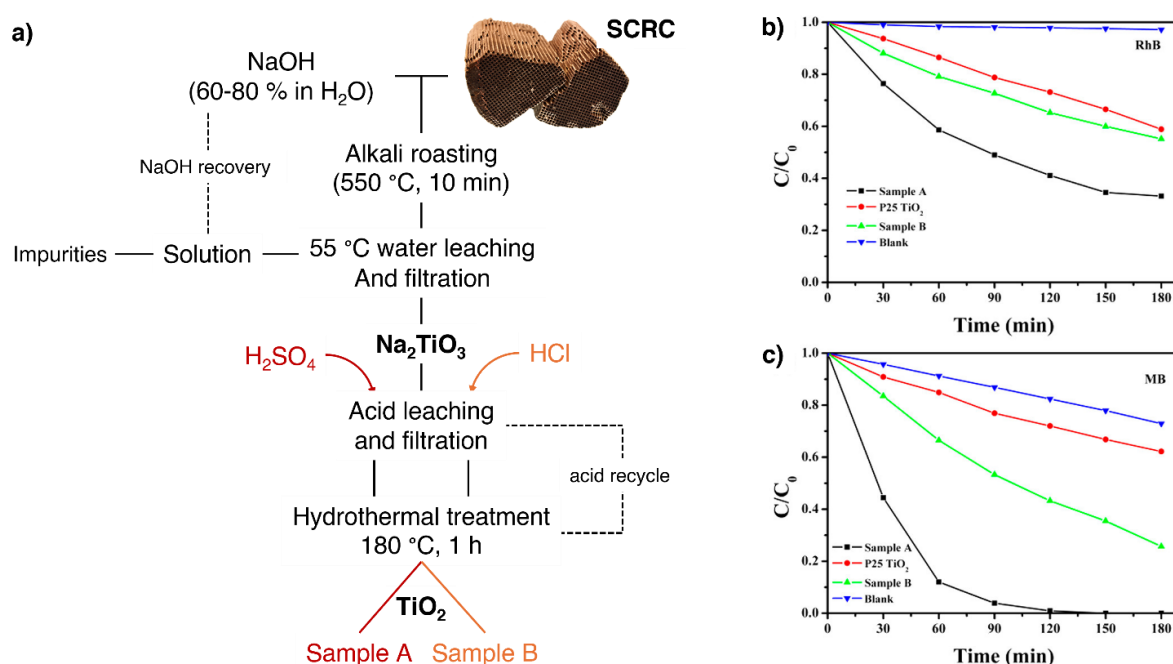 a)
SCRC
NaOH
(60-80 % in H₂O)
NaOH recovery
Alkali roasting
(550 °C, 10 min)
Impurities
Solution
55 °C water leaching
And filtration
Na₂TiO₃
H₂SO₄
HCl
Acid leaching
and filtration
acid recycle
Hydrothermal treatment
180 °C, 1 h
TiO₂
Sample A
Sample B
b)
RhB
C/C₀
1.0
0.8
0.6
0.4
0.2
0.0
Sample A
P25 TiO₂
Sample B
Blank
0 30 60 90 120 150 180
Time (min)
c)
MB
C/C₀
1.0
0.8
0.6
0.4
0.2
0.0
Sample A
P25 TiO₂
Sample B
Blank
0 30 60 90 120 150 180
Time (min)